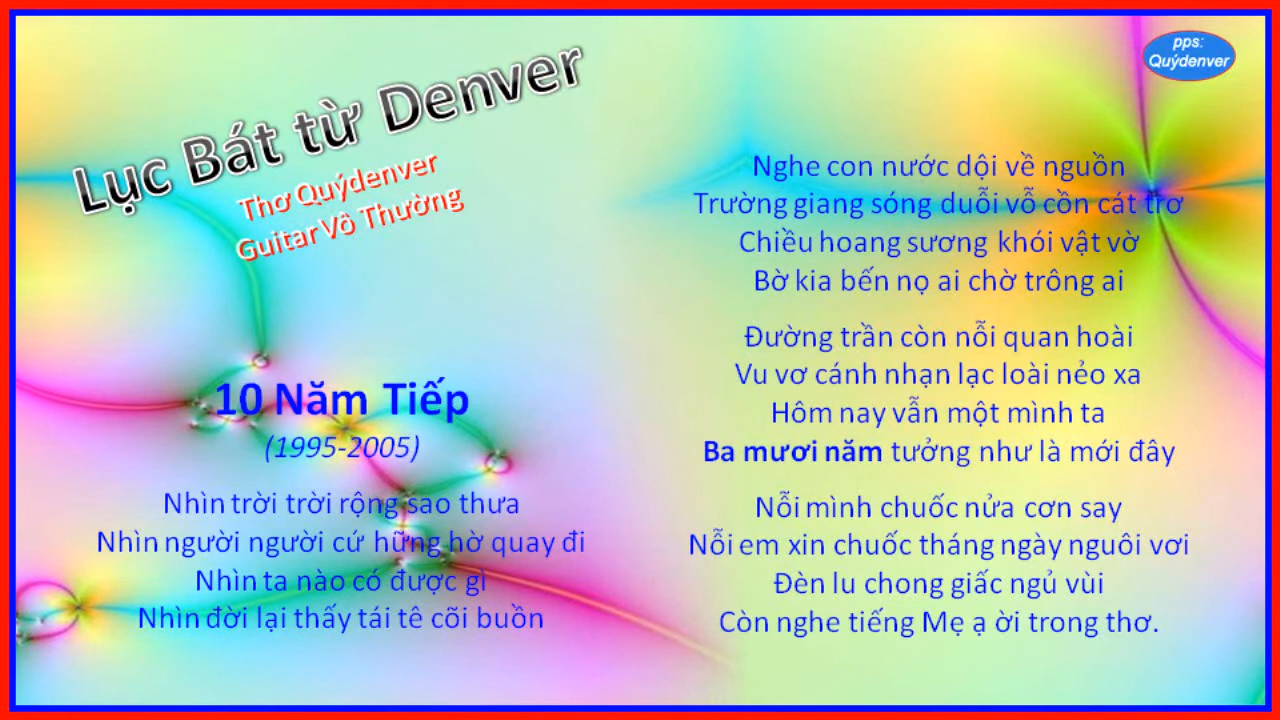 Lục Bát từ Denver
Thơ Quýdenver
Guitar Vô Thường
10 Năm Tiếp
(1995-2005)
Nhìn trời trời rộng sao thưa
Nhìn người người cứ hững hờ quay đi
Nhìn ta nào có được gì
Nhìn đời lại thấy tái tê cõi buồn
pps:
Quýdenver
Nghe con nước dội về nguồn
Trường giang sóng duỗi vỗ cồn cát trơ
Chiều hoang sương khói vật vờ
Bờ kia bến nọ ai chờ trông ai
Đường trần còn nỗi quan hoài
Vu vơ cánh nhạn lạc loài nẻo xa
Hôm nay vẫn một mình ta
Ba mươi năm tưởng như là mới đây
Nỗi mình chuốc nửa cơn say
Nỗi em xin chuốc tháng ngày nguôi vơi
Đèn lu chong giấc ngủ vùi
Còn nghe tiếng Mẹ ạ ời trong thơ.